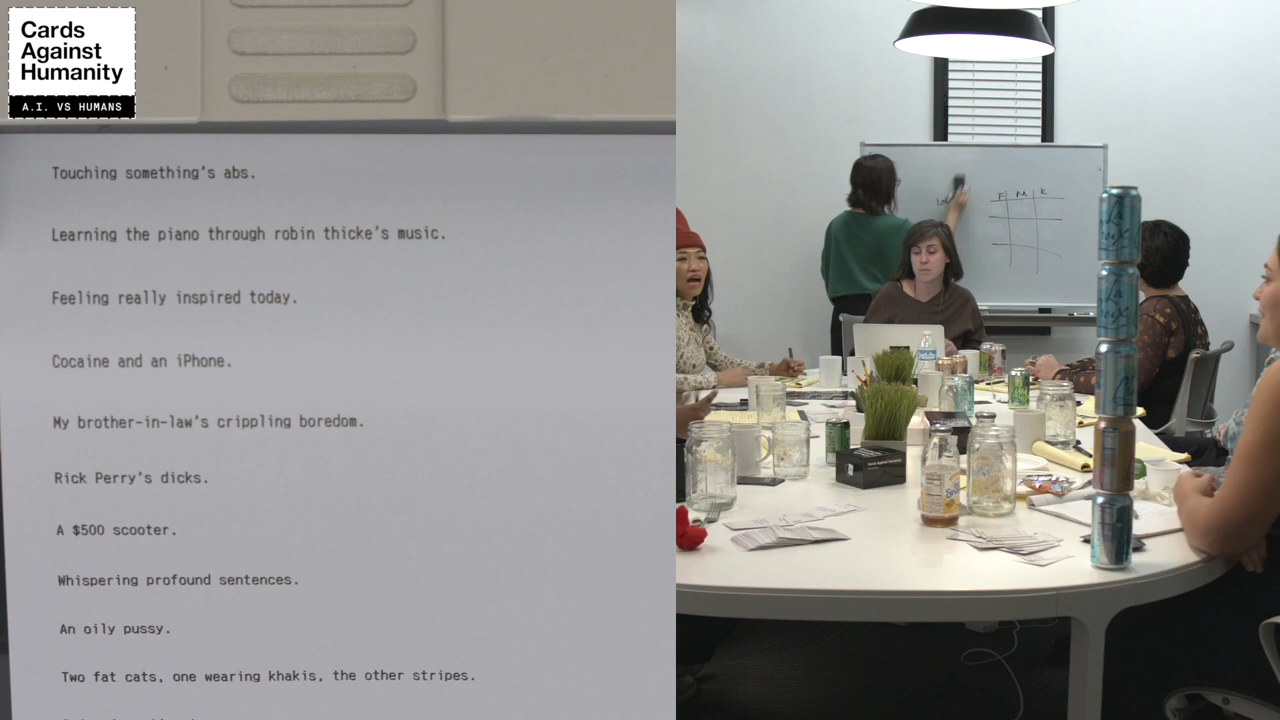 Cards
Against
Humanity
A.I. VS HUMANS
Touching something's abs.
Learning the piano through robin thicke's music.
Feeling really inspired today.
Cocaine and an iPhone.
My brother-in-law's crippling boredom.
Rick Perry's dicks.
A $500 scooter.
Whispering profound sentences.
An oily pussy.
Two fat cats, one wearing khakis, the other stripes.
F M K